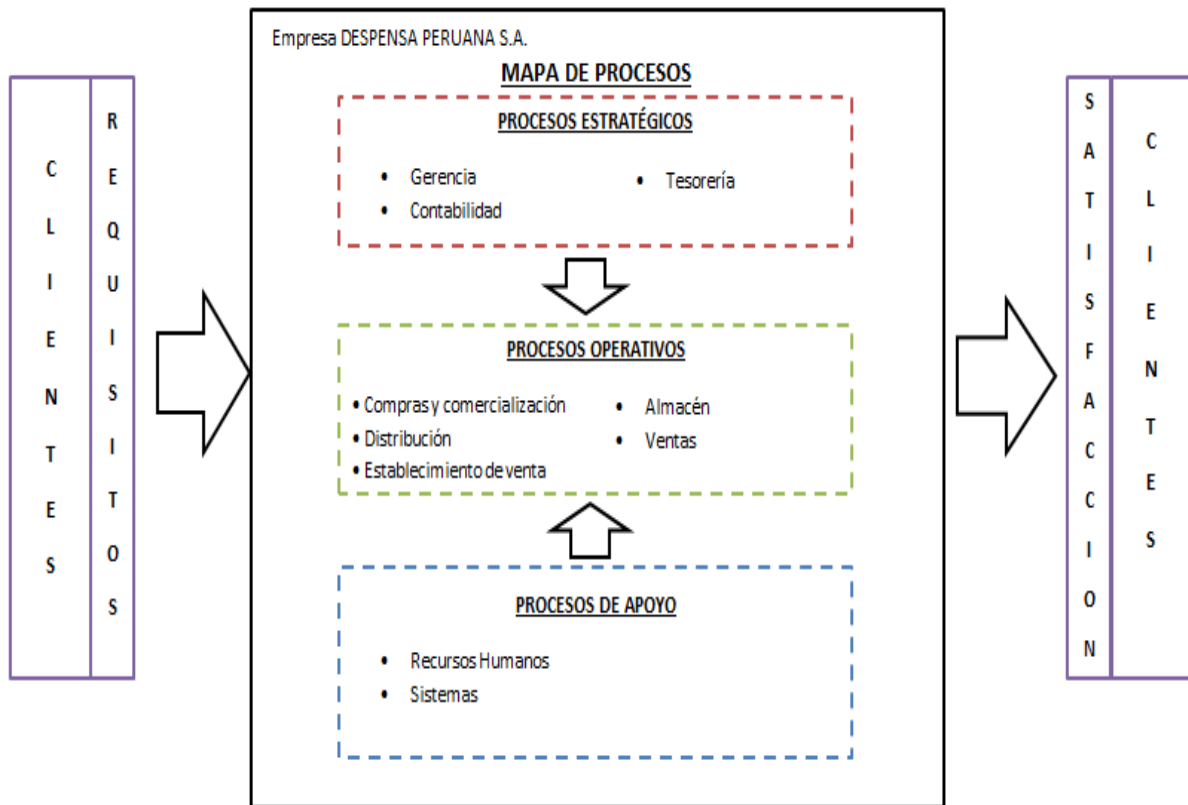 Empresa DESPENSA PERUANA S.A.
MAPA DE PROCESOS
CLIENTES
REQUISITOS
PROCESOS ESTRATÉGICOS
• Gerencia
• Contabilidad
• Tesorería
PROCESOS OPERATIVOS
• Compras y comercialización
• Distribución
• Establecimiento de venta
• Almacén
• Ventas
PROCESOS DE APOYO
• Recursos Humanos
• Sistemas
SATISFACCION
CLIENTES